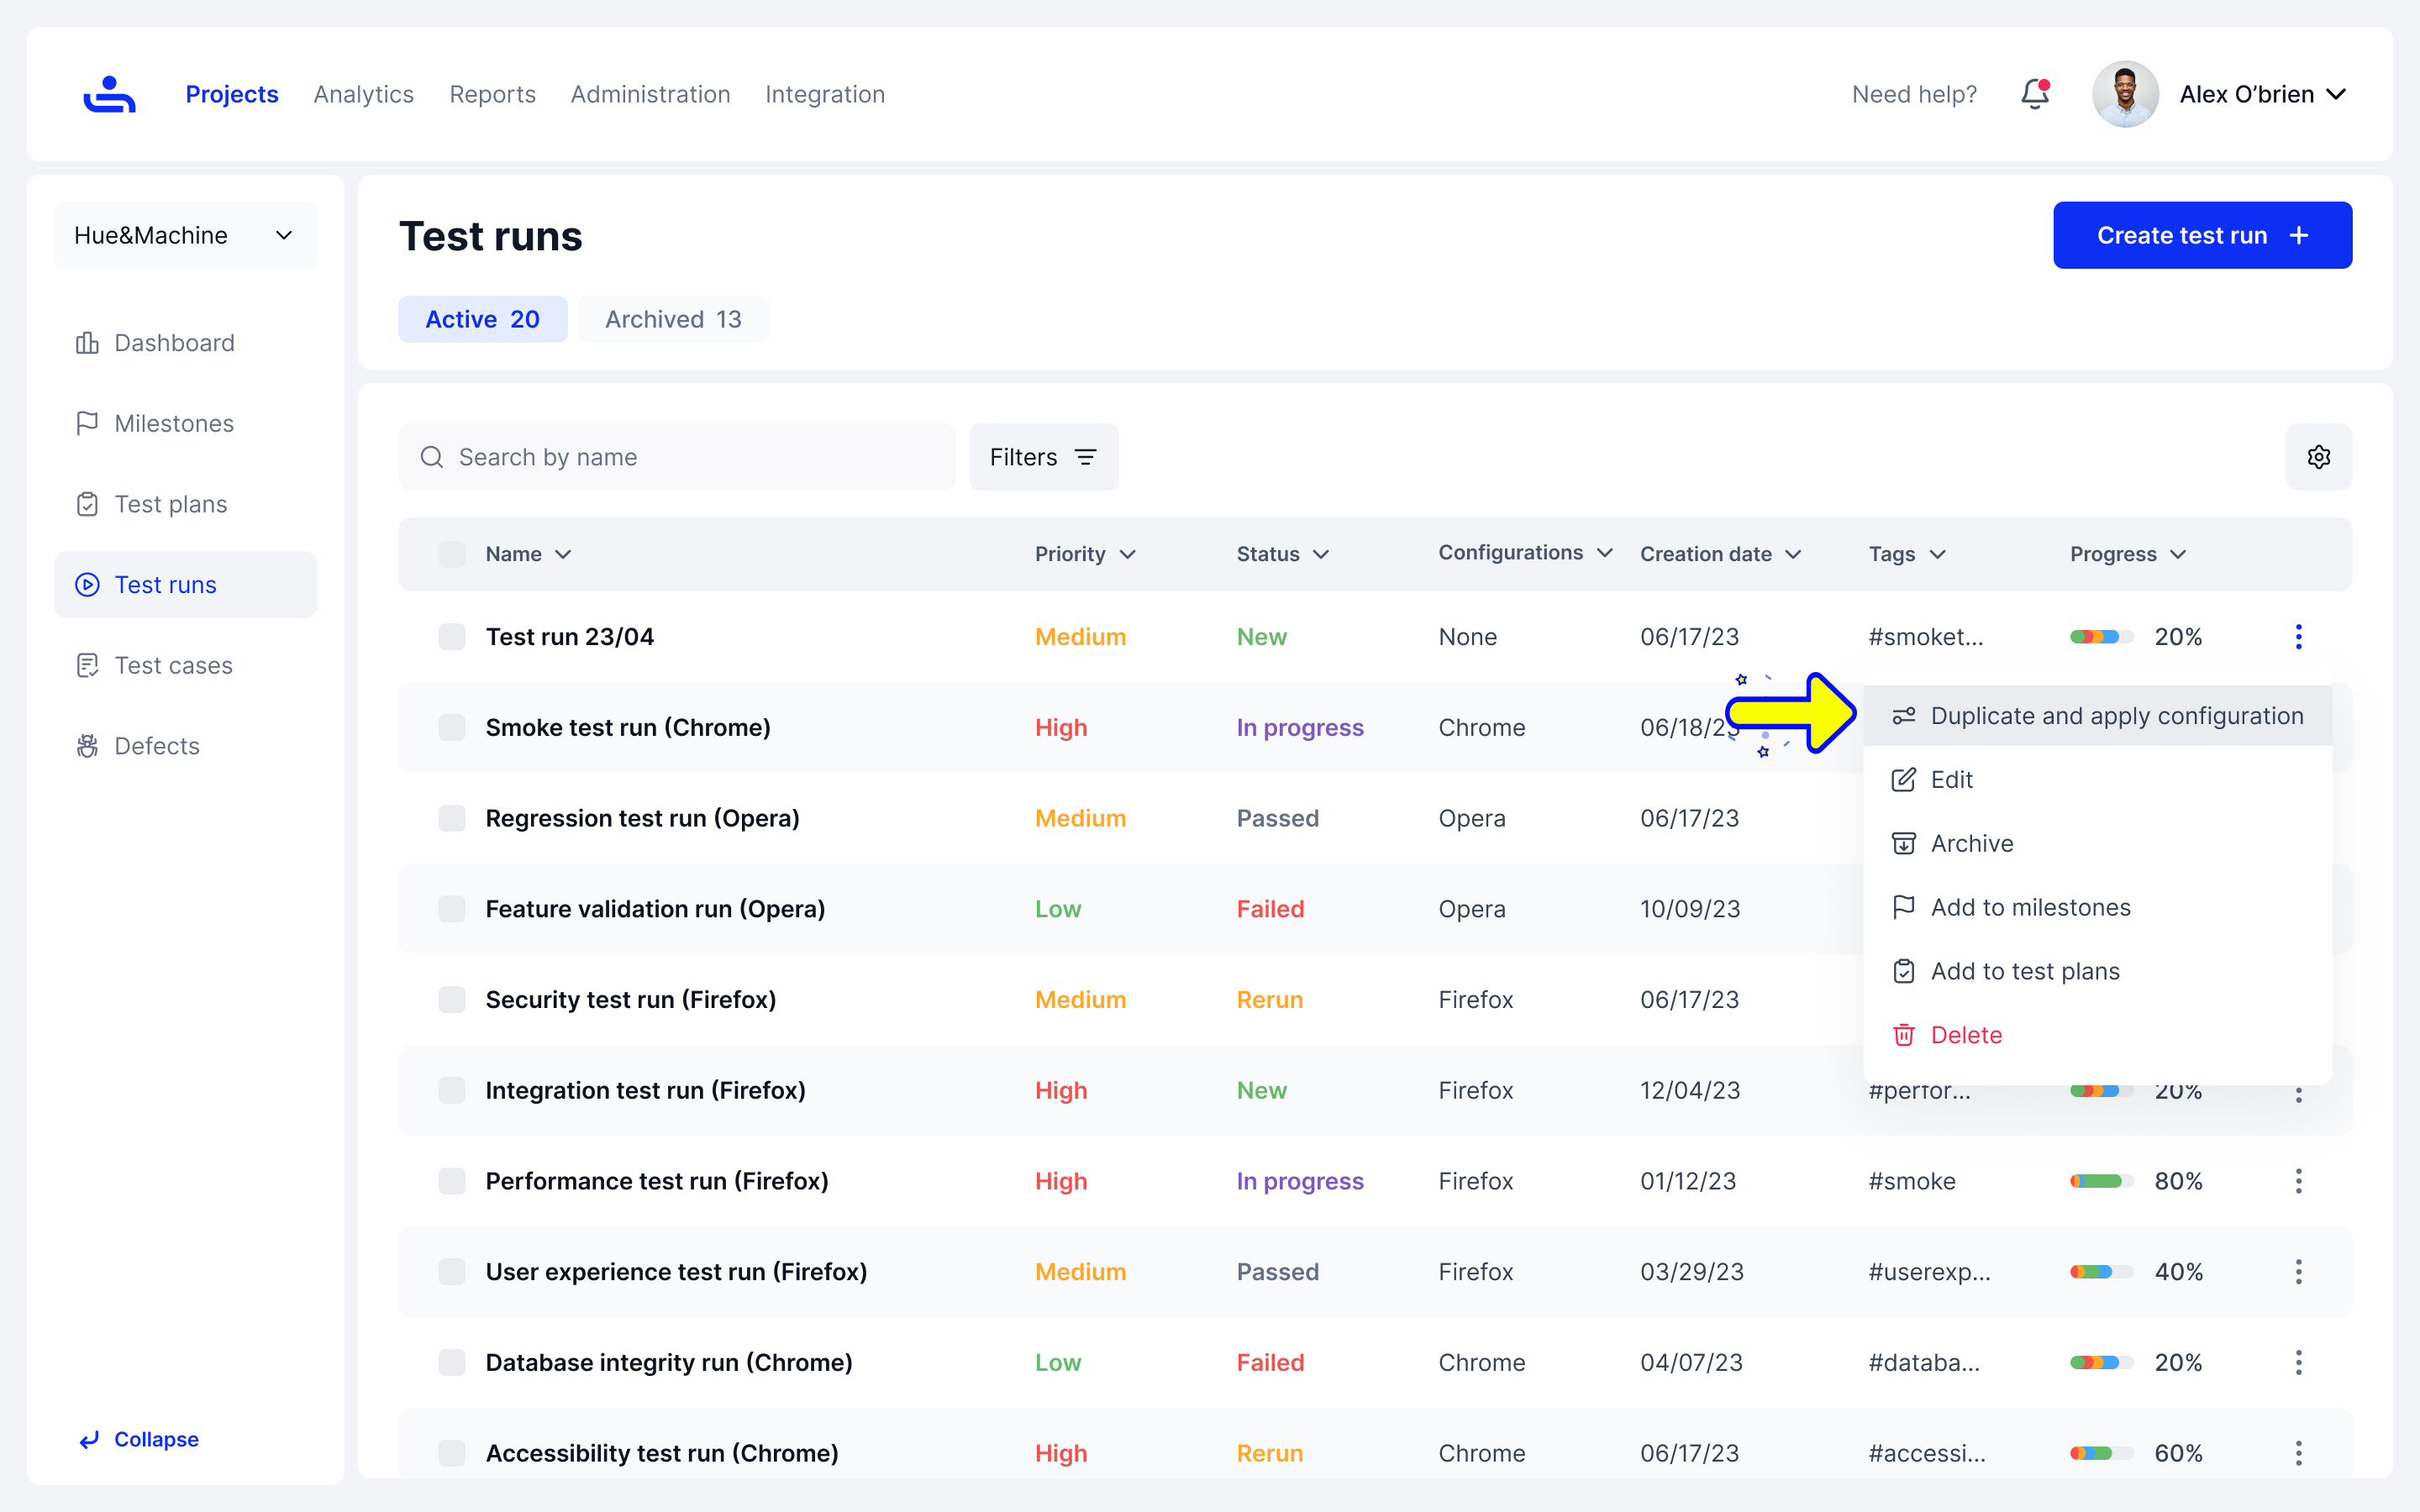 Projects Analytics Reports Administration Integration Need help? Alex O’brien
Hue&Machine
Dashboard
Milestones
Test plans
Test runs
Test cases
Defects
Collapse
Test runs
Create test run
Active 20 Archived 13
Search by name Filters
Name Priority Status Configurations Creation date Tags Progress
Test run 23/04 Medium New None 06/17/23 #smoket... 20%
Smoke test run (Chrome) High In progress Chrome 06/18/23
Regression test run (Opera) Medium Passed Opera 06/17/23
Feature validation run (Opera) Low Failed Opera 10/09/23
Security test run (Firefox) Medium Rerun Firefox 06/17/23
Integration test run (Firefox) High New Firefox 12/04/23 #perfor... 20%
Performance test run (Firefox) High In progress Firefox 01/12/23 #smoke 80%
User experience test run (Firefox) Medium Passed Firefox 03/29/23 #userexp... 40%
Database integrity run (Chrome) Low Failed Chrome 04/07/23 #databa... 20%
Accessibility test run (Chrome) High Rerun Chrome 06/17/23 #accessi... 60%
Duplicate and apply configuration
Edit
Archive
Add to milestones
Add to test plans
Delete